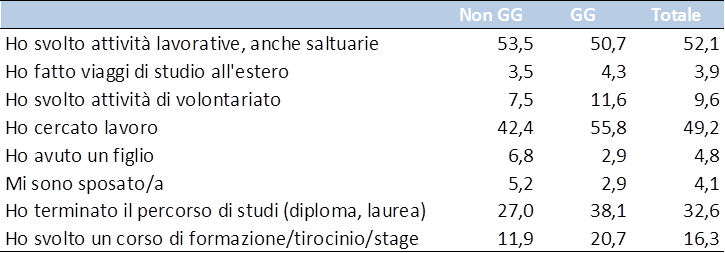 Non GG GG Totale
Ho svolto attività lavorative, anche saltuarie 53,5 50,7 52,1
Ho fatto viaggi di studio all'estero 3,5 4,3 3,9
Ho svolto attività di volontariato 7,5 11,6 9,6
Ho cercato lavoro 42,4 55,8 49,2
Ho avuto un figlio 6,8 2,9 4,8
Mi sono sposato/a 5,2 2,9 4,1
Ho terminato il percorso di studi (diploma, laurea) 27,0 38,1 32,6
Ho svolto un corso di formazione/tirocinio/stage 11,9 20,7 16,3